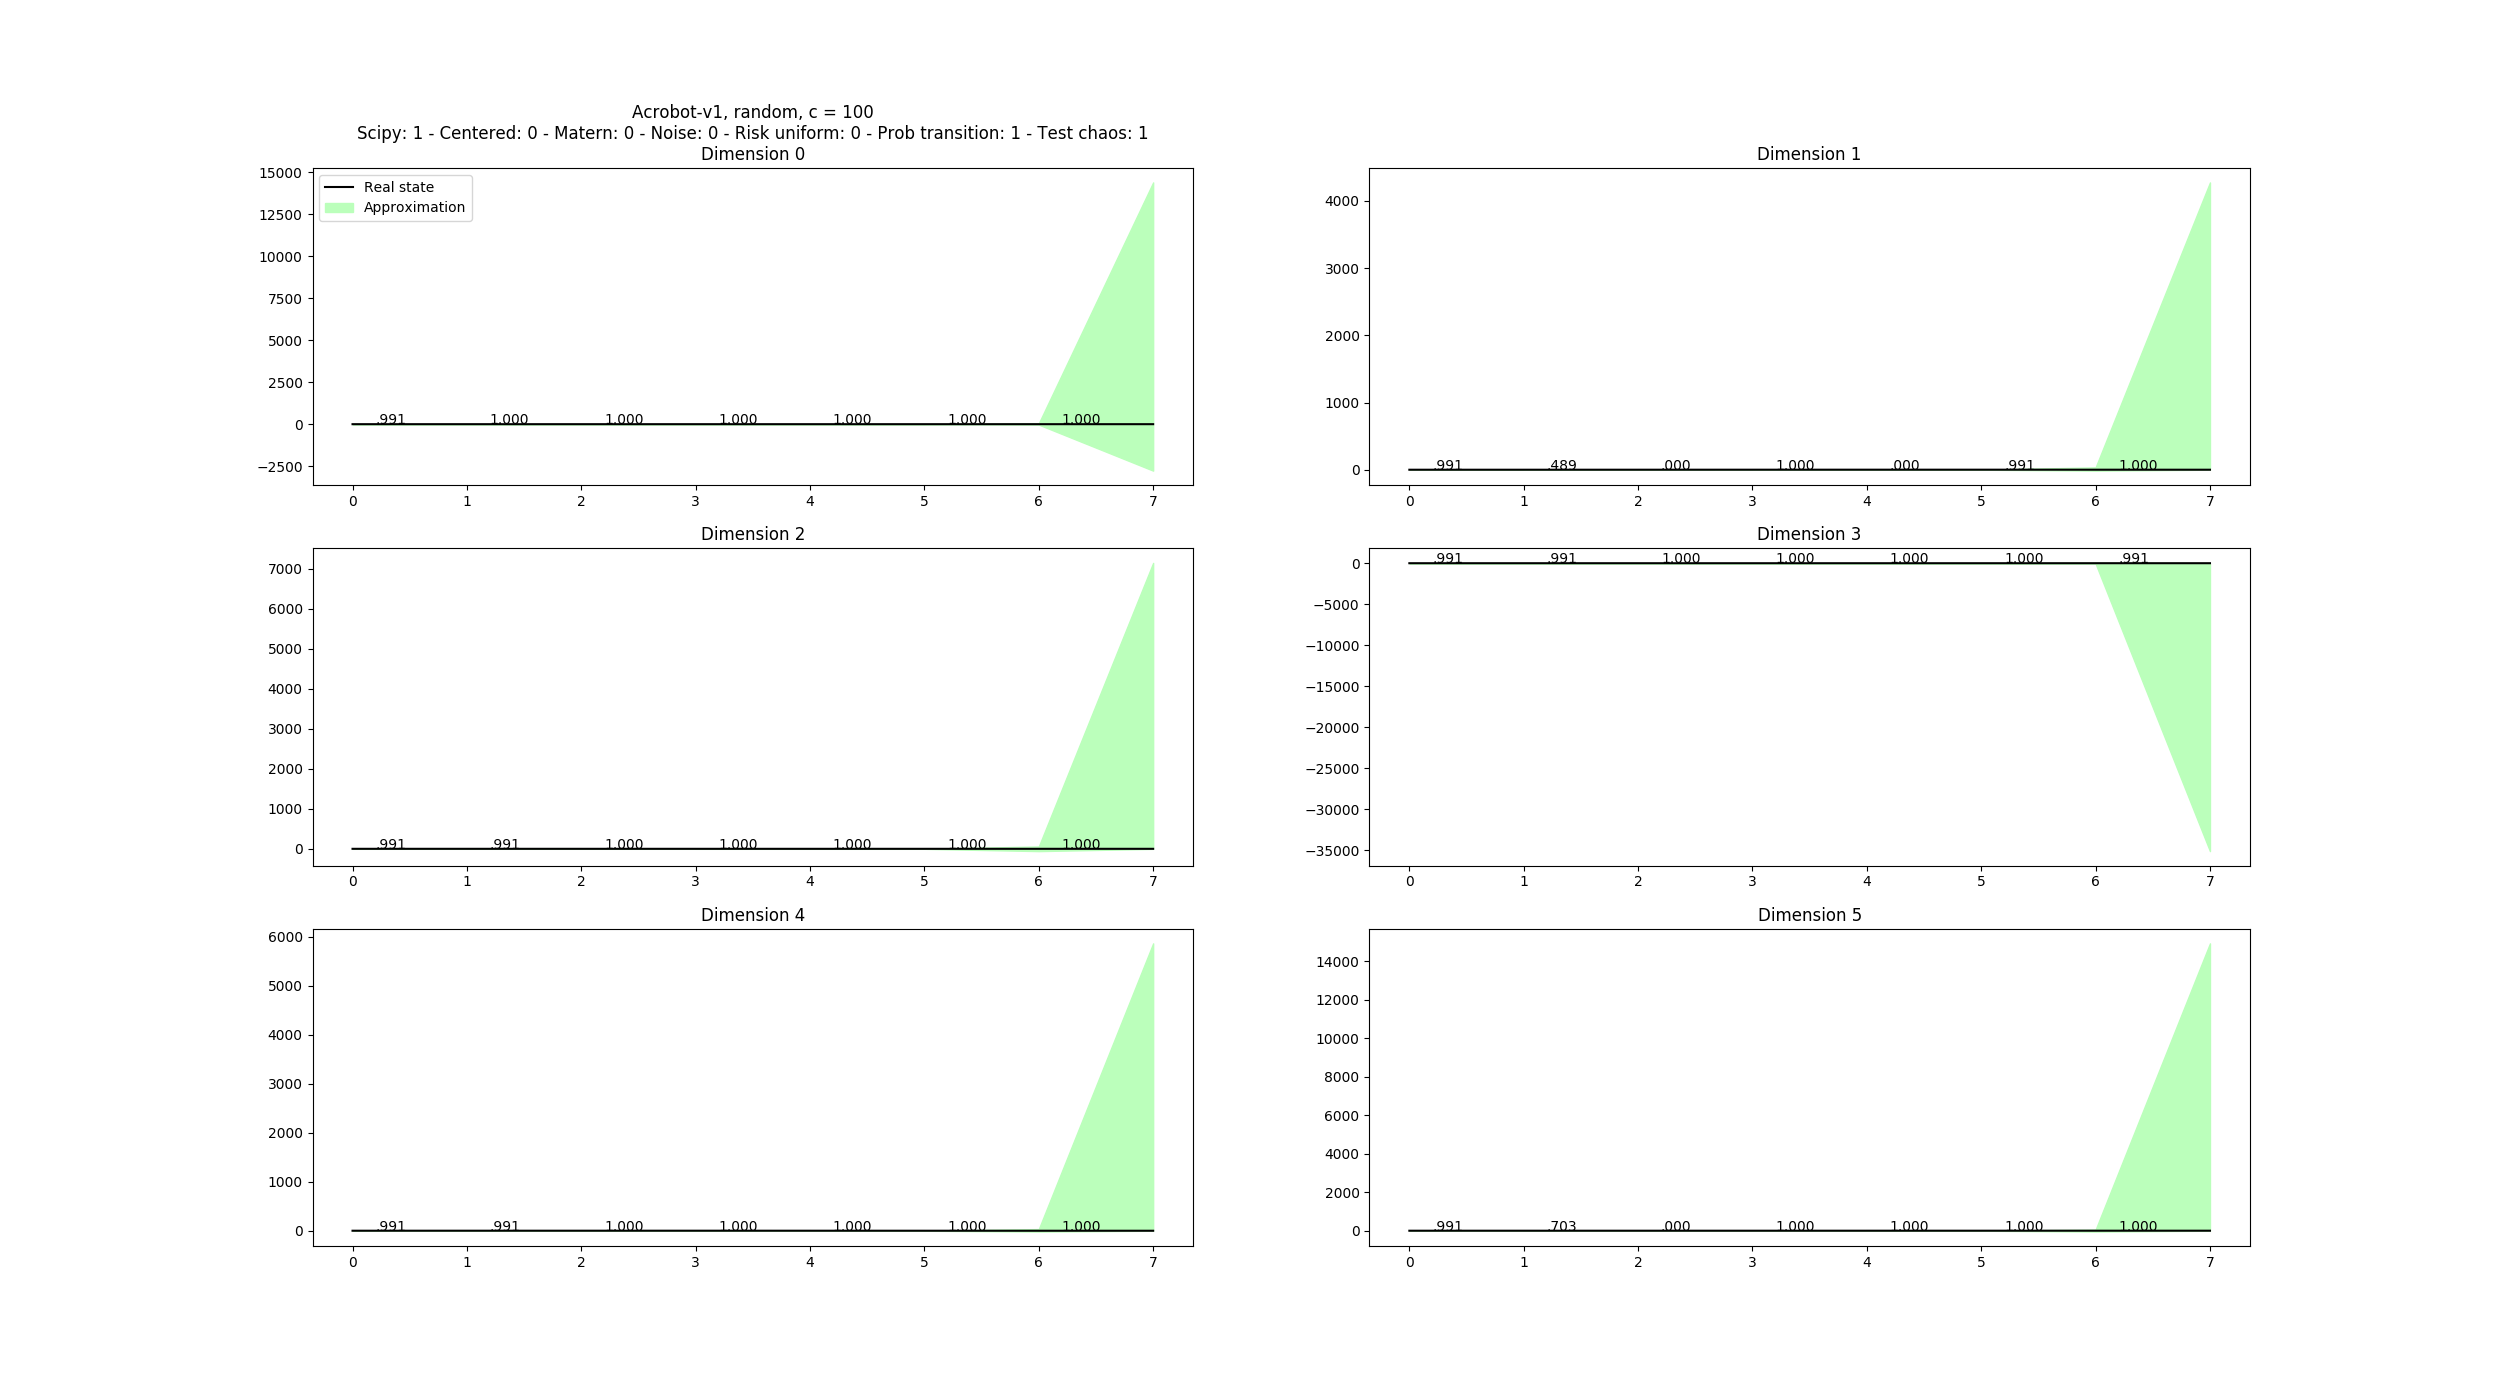 Acrobot-v1, random, c = 100
Scipy: 1 - Centered: 0 - Matern: 0 - Noise: 0 - Risk uniform: 0 - Prob transition: 1 - Test chaos: 1
Dimension 0
15000
12500
10000
7500
5000
2500
0
−2500
Real state
Approximation
.991 1.000 1.000 1.000 1.000 1.000 1.000
0 1 2 3 4 5 6 7
Dimension 1
4000
3000
2000
1000
0
.991 .489 .000 1.000 .000 .991 1.000
0 1 2 3 4 5 6 7
Dimension 2
7000
6000
5000
4000
3000
2000
1000
0
.991 .991 1.000 1.000 1.000 1.000 1.000
0 1 2 3 4 5 6 7
Dimension 3
.991 .991 1.000 1.000 1.000 1.000 .991
0
−5000
−10000
−15000
−20000
−25000
−30000
−35000
0 1 2 3 4 5 6 7
Dimension 4
6000
5000
4000
3000
2000
1000
0
.991 .991 1.000 1.000 1.000 1.000 1.000
0 1 2 3 4 5 6 7
Dimension 5
14000
12000
10000
8000
6000
4000
2000
0
.991 .703 .000 1.000 1.000 1.000 1.000
0 1 2 3 4 5 6 7